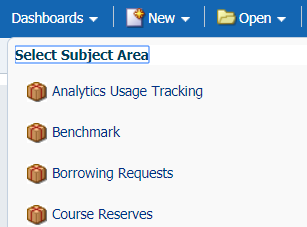 Dashboards New Open
Select Subject Area
Analytics Usage Tracking
Benchmark
Borrowing Requests
Course Reserves